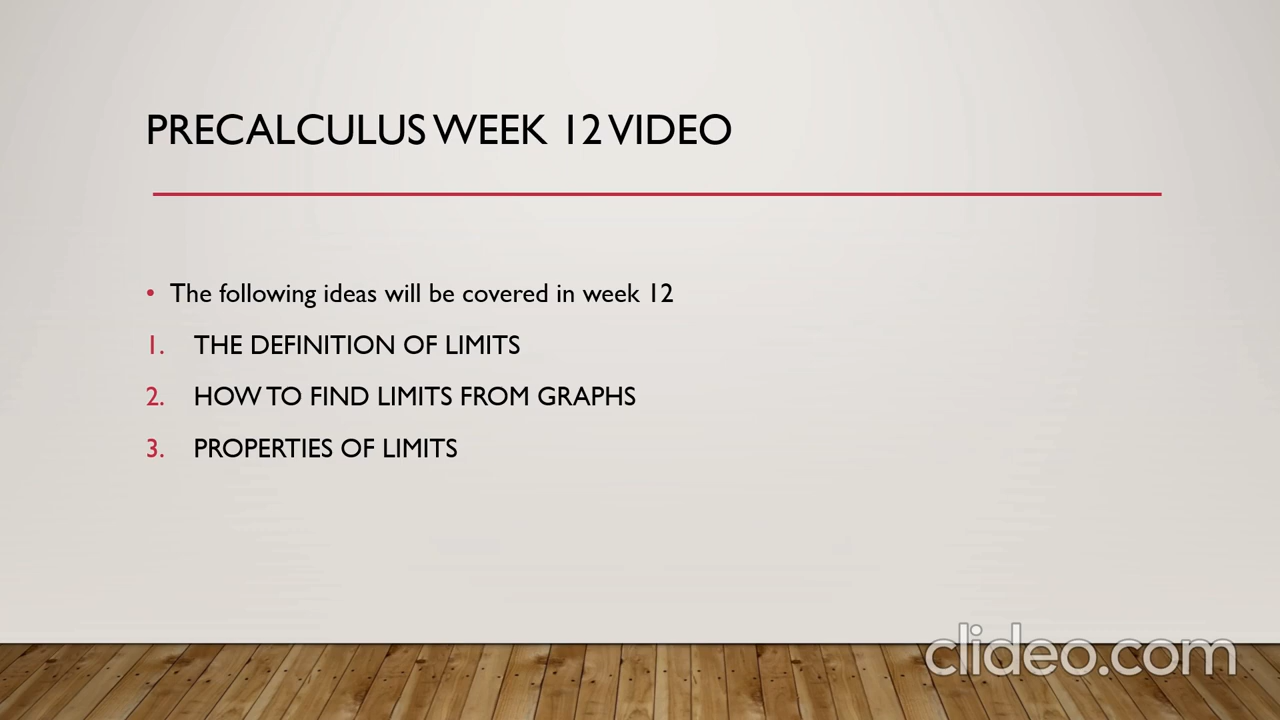 PRECALCULUS WEEK 12 VIDEO
• The following ideas will be covered in week 12
1. THE DEFINITION OF LIMITS
2. HOW TO FIND LIMITS FROM GRAPHS
3. PROPERTIES OF LIMITS
clideo.com